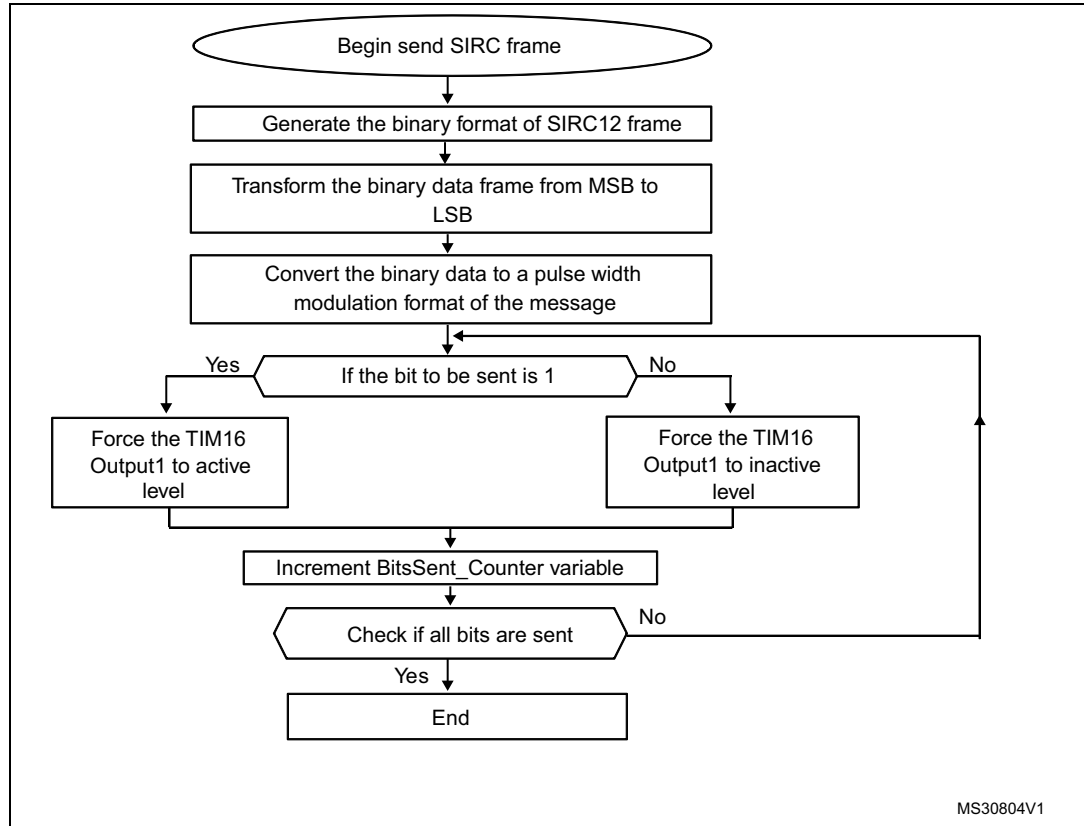 Begin send SIRC frame
Generate the binary format of SIRC12 frame
Transform the binary data frame from MSB to
LSB
Convert the binary data to a pulse width
modulation format of the message
Yes
If the bit to be sent is 1
No
Force the TIM16
Output1 to active
level
Force the TIM16
Output1 to inactive
level
Increment BitsSent_Counter variable
Check if all bits are sent
No
Yes
End
MS30804V1